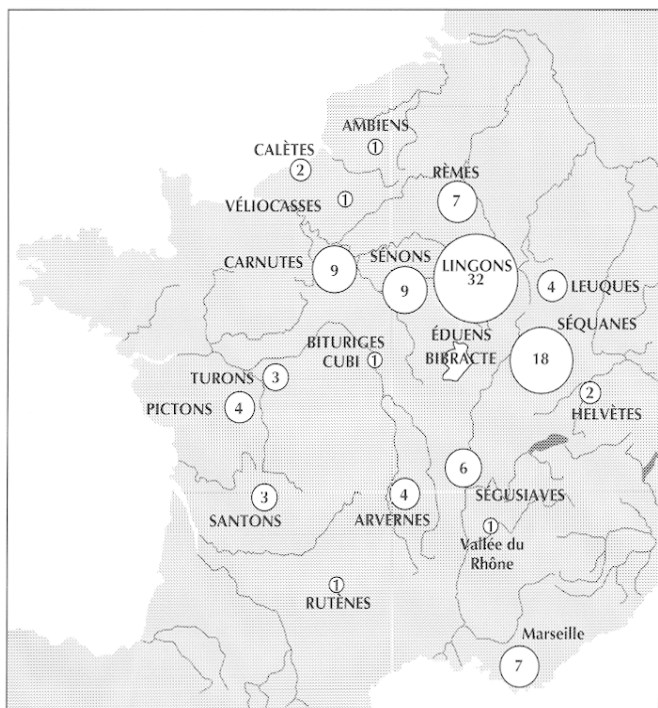 AMBIENS
1
CALÈTES
2
RÈMES
7
VÉLIOCASSES
1
CARNUTES
9
SÉNONS
9
LINGONS
32
4
LEUQUES
SÉQUANES
18
ÉDUENS
BIBRACTE
BITURIGES
CUBI
1
TURONS
3
PICTONS
4
2
HELVÈTES
6
SÉGUSIAVES
3
SANTONS
4
ARVERNES
1
Vallée du
Rhône
1
RUTÈNES
Marseille
7